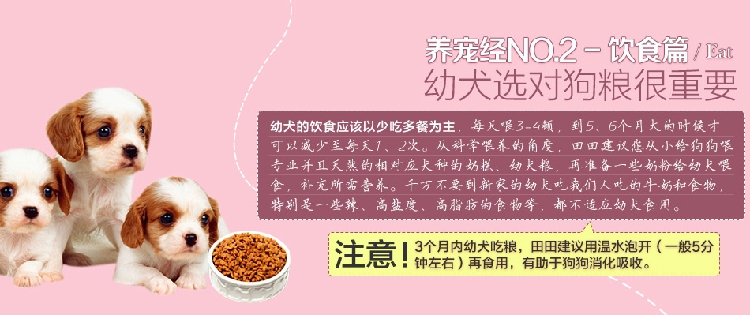 养宠经NO.2－饮食篇 / Eat
幼犬选对狗粮很重要
幼犬的饮食应该以少吃多餐为主，每天喂3-4顿，到5、6个月大的时候才
可以减少至每天1、2次。从科学喂养的角度，田田建议您从小给狗狗喂
专业并且天然的相对应犬种的奶糕、幼犬粮，再准备一些奶粉给幼犬喂
食，补充所需营养。千万不要到新家的幼犬吃我们人吃的牛奶和食物，
特别是一些辣、高盐度、高脂肪的食物等，都不适应幼犬食用。
注意！
3个月内幼犬吃粮，田田建议用温水泡开（一般5分
钟左右）再食用，有助于狗狗消化吸收。